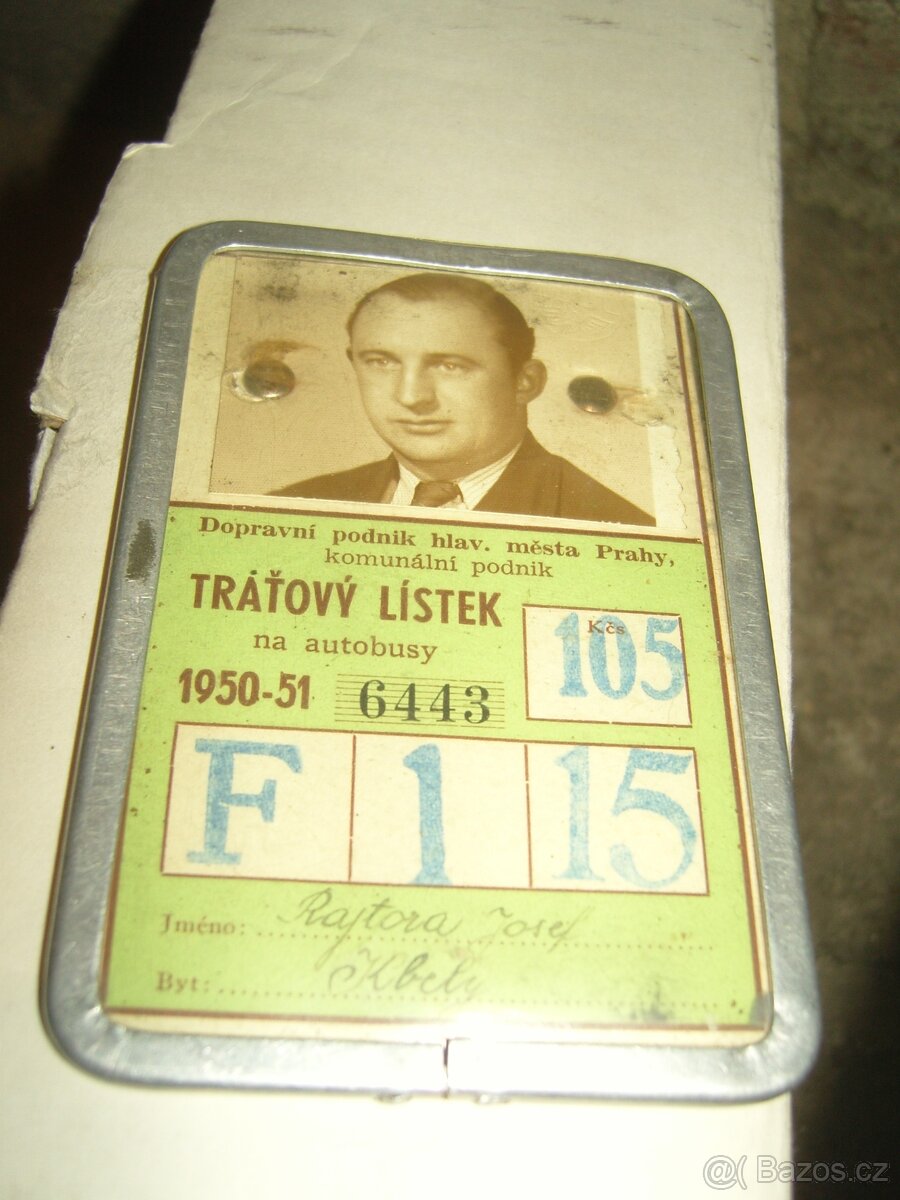 Dopravní podnik hlav. města Prahy,
komunální podnik
TRÁŤOVÝ LÍSTEK
na autobusy
Kčs
105
1950-51
6443
F 1 15
Jméno: Rajtora Josef
Byt: Kbely
@( Bazos.cz